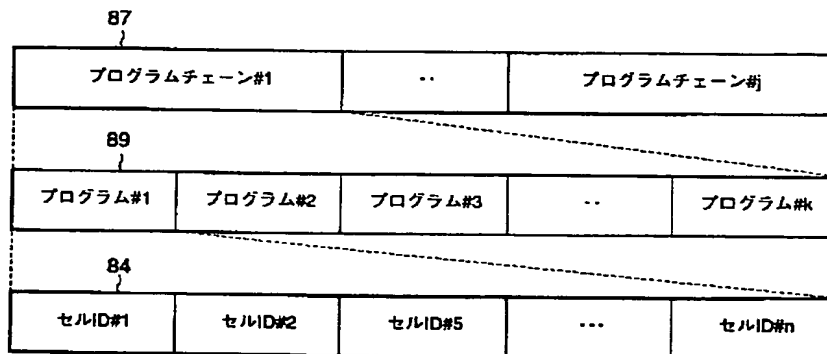 87
プログラムチェーン#1 ・・ プログラムチェーン#j
89
プログラム#1 プログラム#2 プログラム#3 ・・ プログラム#k
84
セルID#1 セルID#2 セルID#5 ・・・ セルID#n